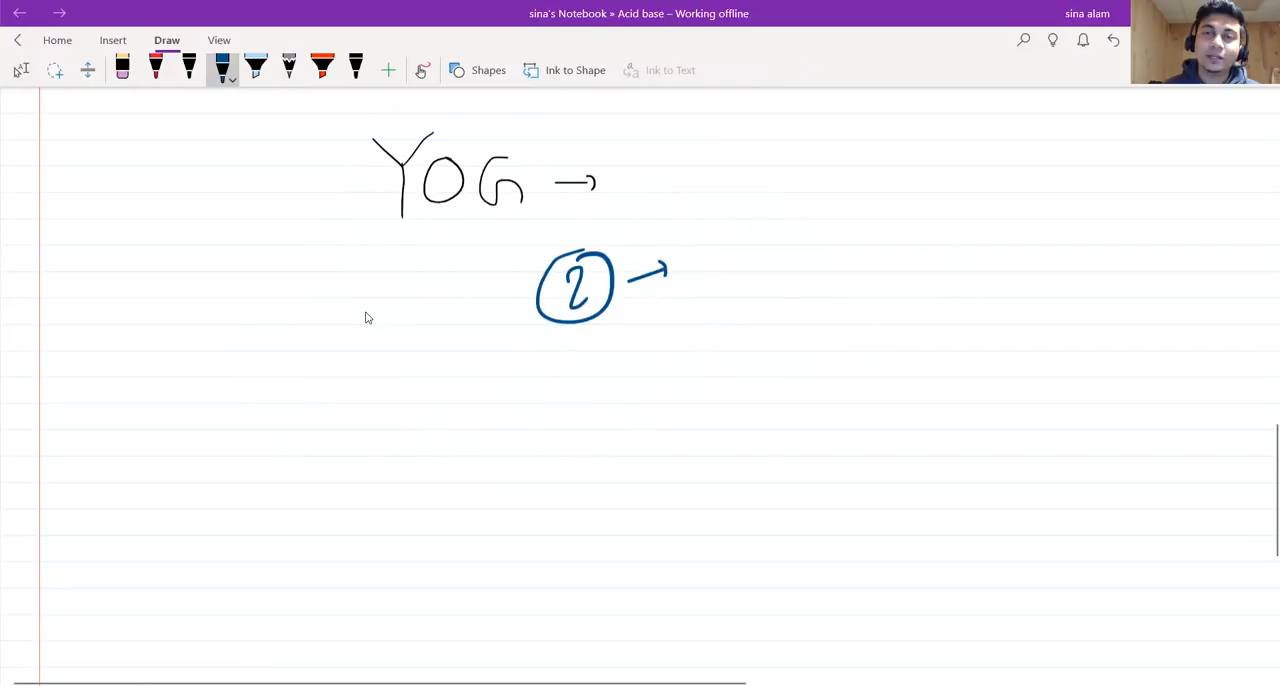 sina's Notebook » Acid base – Working offline
sina alam
Home Insert Draw View
Shapes Ink to Shape Ink to Text
YOG →
2 →